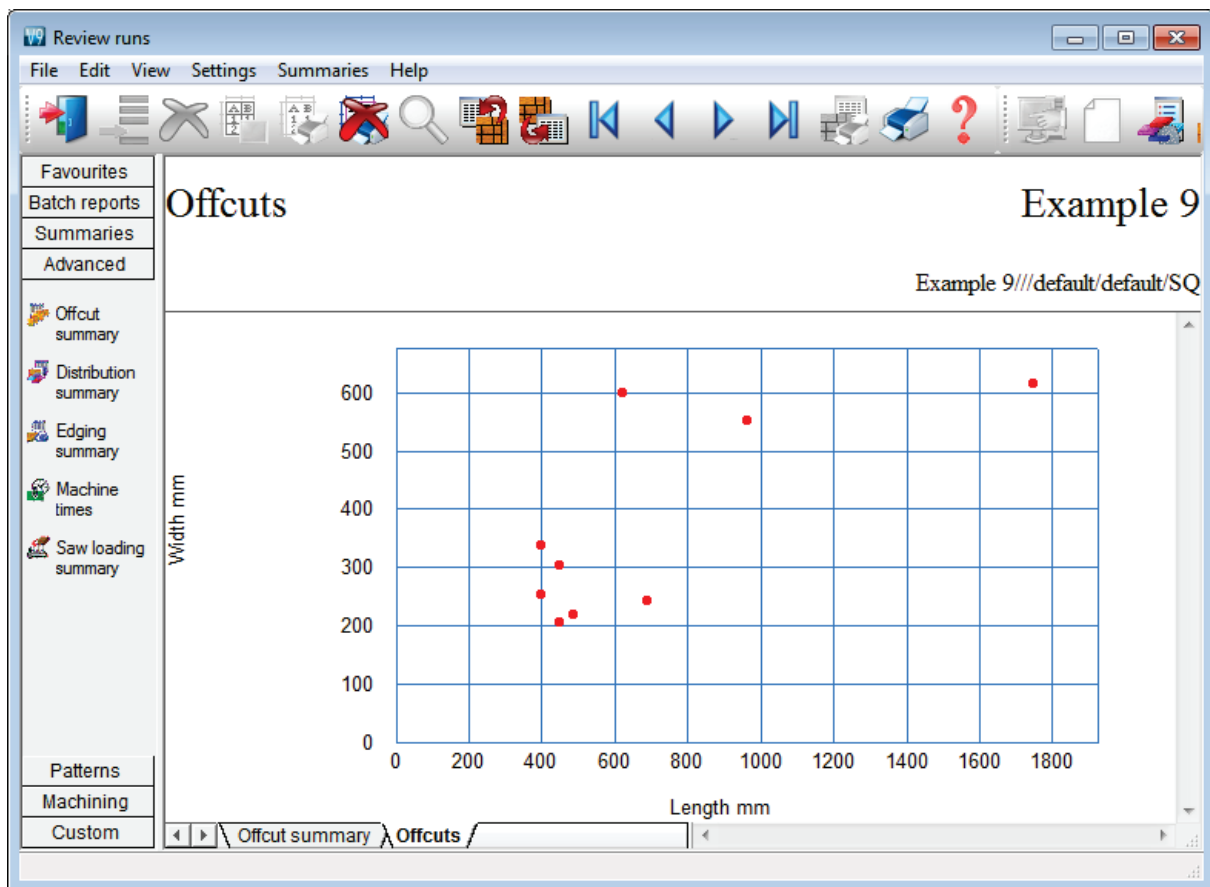 V9 Review runs
File Edit View Settings Summaries Help
Favourites
Batch reports
Summaries
Advanced
Offcut
summary
Distribution
summary
Edging
summary
Machine
times
Saw loading
summary
Patterns
Machining
Custom
Offcuts
Example 9
Example 9///default/default/SQ
Width mm
600
500
400
300
200
100
0
0 200 400 600 800 1000 1200 1400 1600 1800
Length mm
Offcut summary Offcuts